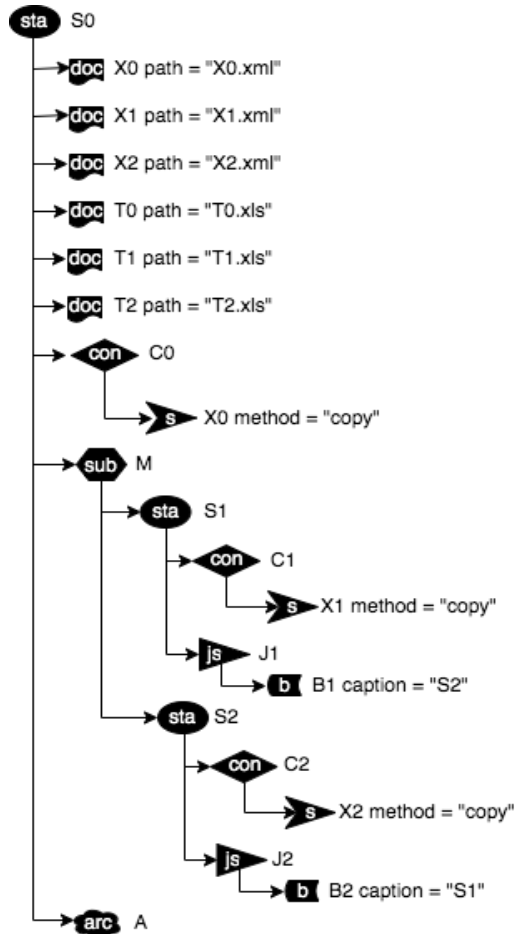 sta S0
doc X0 path = "X0.xml"
doc X1 path = "X1.xml"
doc X2 path = "X2.xml"
doc T0 path = "T0.xls"
doc T1 path = "T1.xls"
doc T2 path = "T2.xls"
con C0
s X0 method = "copy"
sub M
sta S1
con C1
s X1 method = "copy"
js J1
b B1 caption = "S2"
sta S2
con C2
s X2 method = "copy"
js J2
b B2 caption = "S1"
arc A